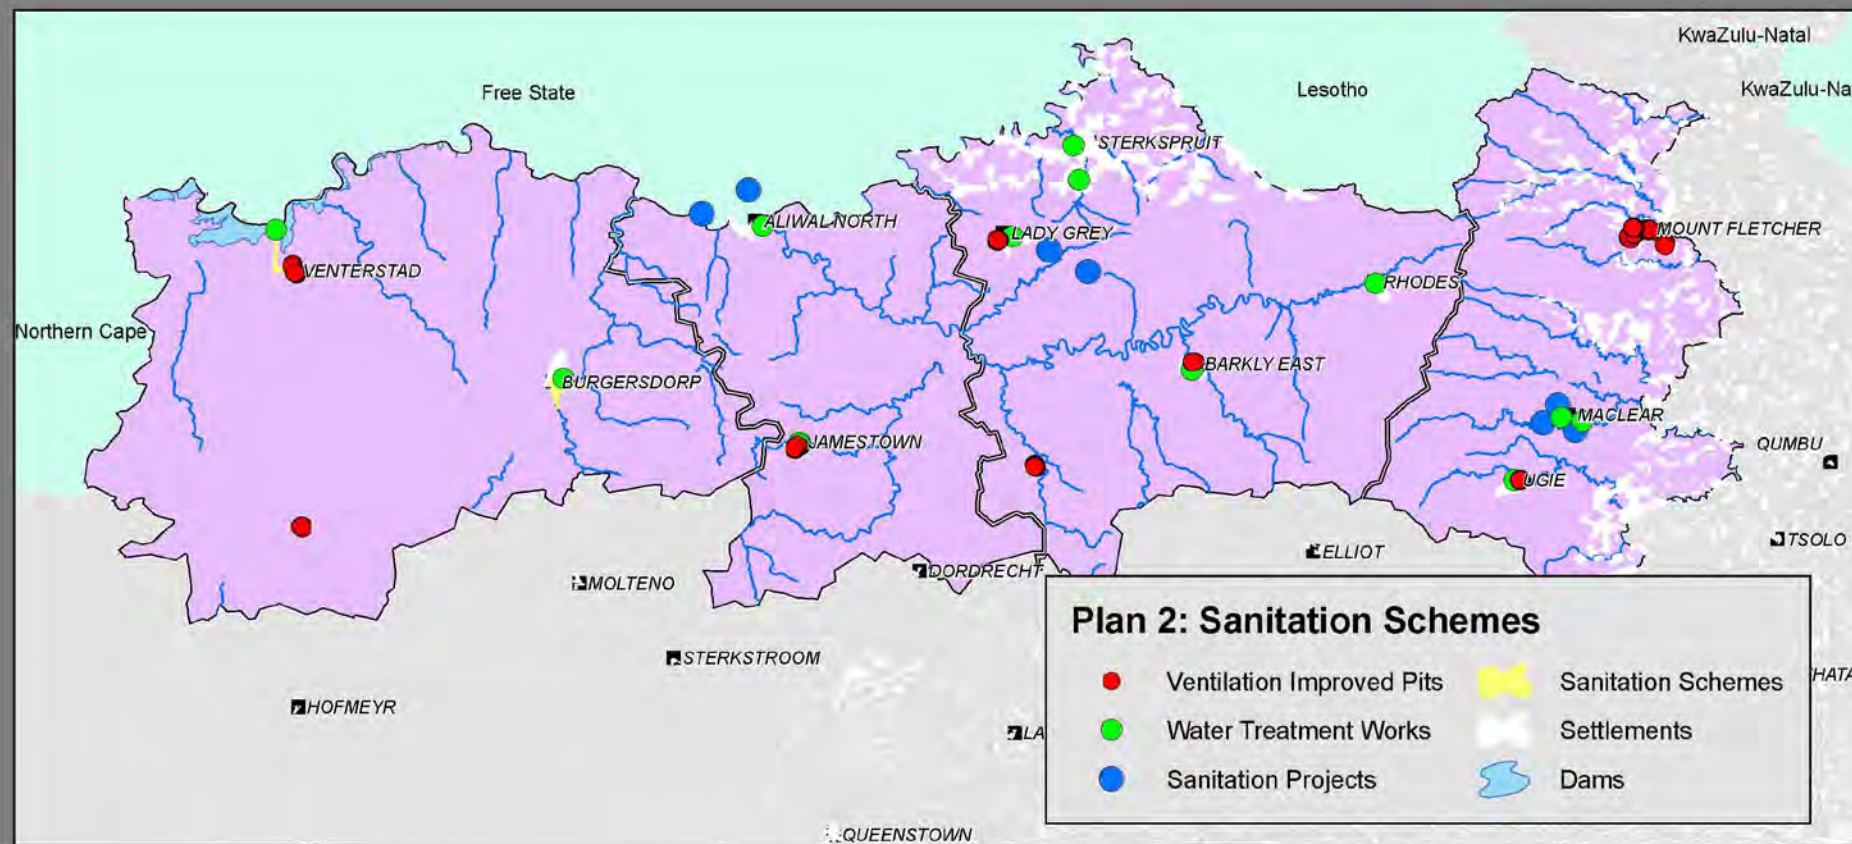 KwaZulu-Natal
Free State
Lesotho
KwaZulu-Na
STERKSPRUIT
ALIWAL NORTH
LADY GREY
MOUNT FLETCHER
VENTERSTAD
RHODES
Northern Cape
BARKLY EAST
BURGERSDORP
MACLEAR
JAMESTOWN
QUMBU
UGIE
TSOLO
ELLIOT
DORDRECHT
MOLTENO
Plan 2: Sanitation Schemes
STERKSTROOM
Ventilation Improved Pits
Sanitation Schemes
HATA
HOFMEYR
Water Treatment Works
Settlements
LA
Sanitation Projects
Dams
QUEENSTOWN